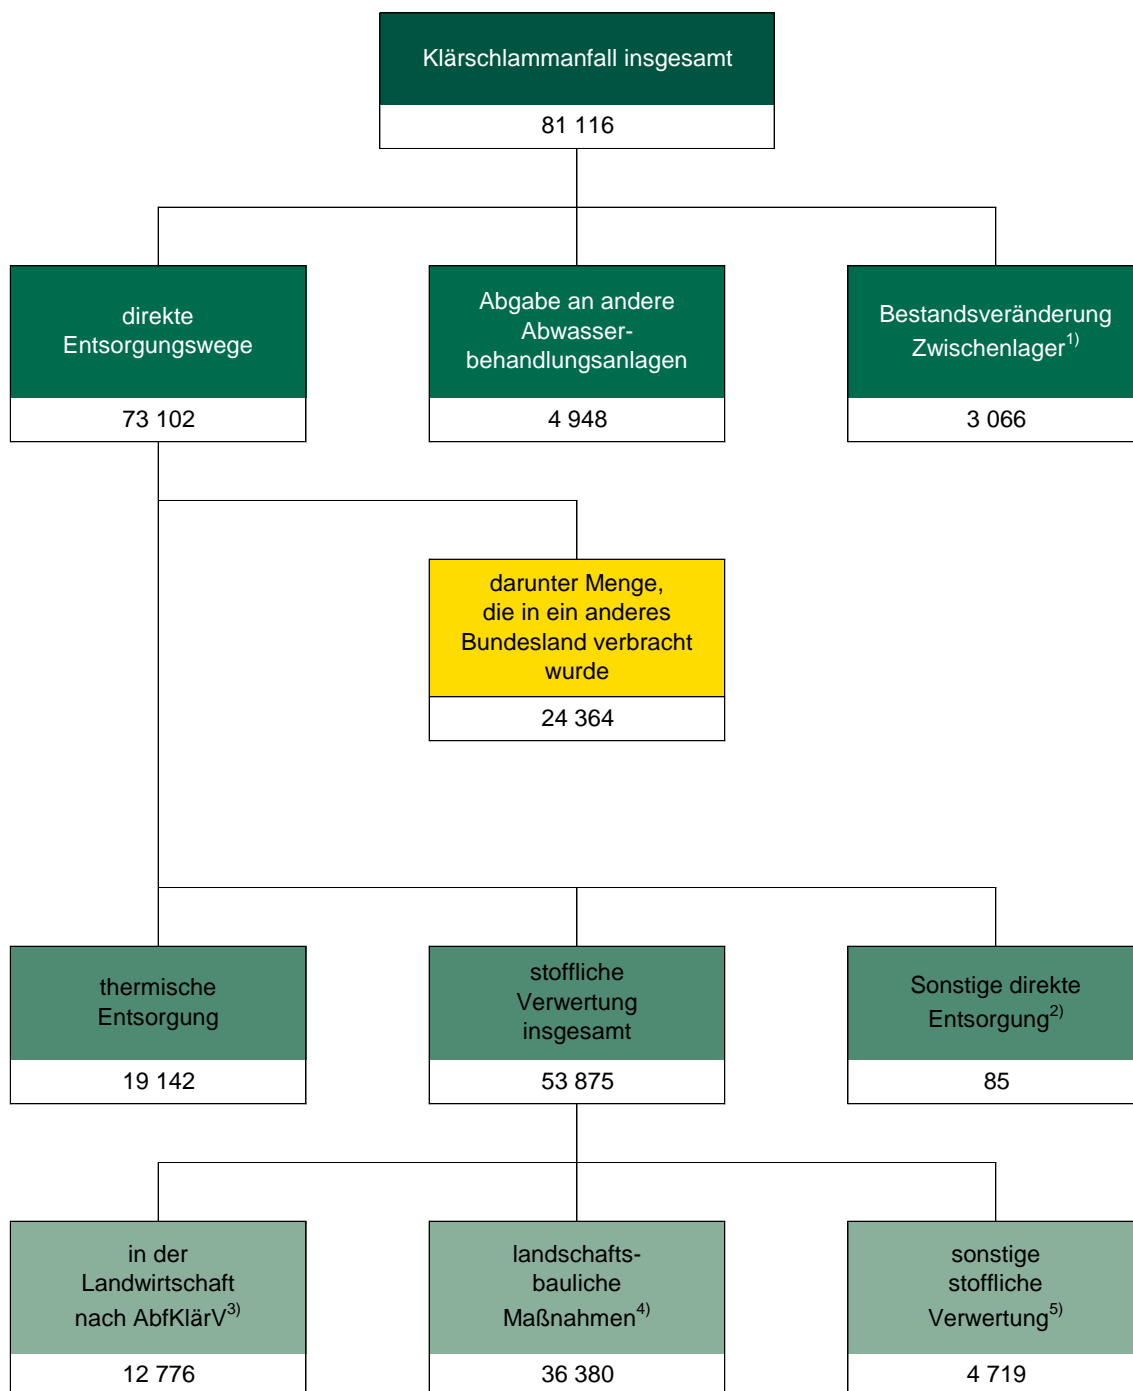 Klärschlammanfall insgesamt
81 116
direkte
Entsorgungswege
73 102
Abgabe an andere
Abwasser-
behandlungsanlagen
4 948
Bestandsveränderung
Zwischenlager1)
3 066
darunter Menge,
die in ein anderes
Bundesland verbracht
wurde
24 364
thermische
Entsorgung
19 142
stoffliche
Verwertung
insgesamt
53 875
Sonstige direkte
Entsorgung2)
85
in der
Landwirtschaft
nach AbfKlärV3)
12 776
landschafts-
bauliche
Maßnahmen4)
36 380
sonstige
stoffliche
Verwertung5)
4 719